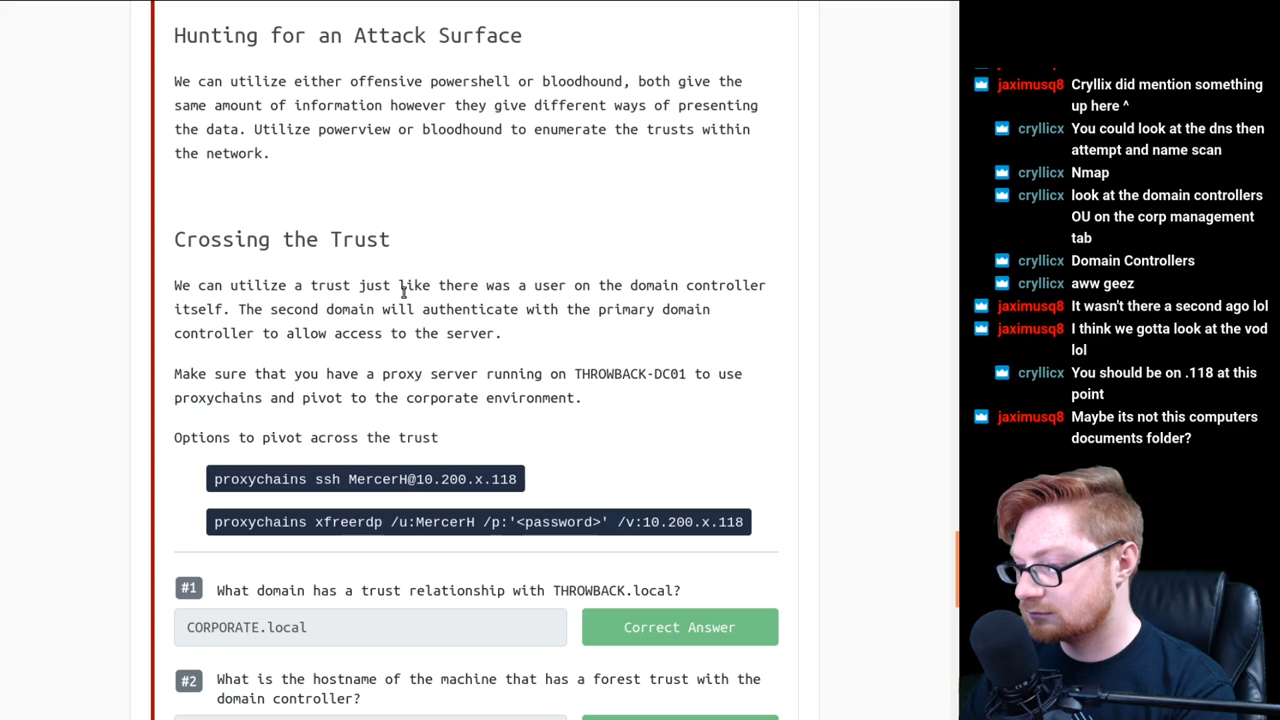 Hunting for an Attack Surface
We can utilize either offensive powershell or bloodhound, both give the
same amount of information however they give different ways of presenting
the data. Utilize powerview or bloodhound to enumerate the trusts within
the network.
Crossing the Trust
We can utilize a trust just like there was a user on the domain controller
itself. The second domain will authenticate with the primary domain
controller to allow access to the server.
Make sure that you have a proxy server running on THROWBACK-DC01 to use
proxychains and pivot to the corporate environment.
Options to pivot across the trust
proxychains ssh MercerH@10.200.x.118
proxychains xfreerdp /u:MercerH /p:'<password>' /v:10.200.x.118
#1 What domain has a trust relationship with THROWBACK.local?
CORPORATE.local Correct Answer
#2 What is the hostname of the machine that has a forest trust with the
domain controller?
jaximusq8 Cryllix did mention something
up here ^
cryllicx You could look at the dns then
attempt and name scan
cryllicx Nmap
cryllicx look at the domain controllers
OU on the corp management
tab
cryllicx Domain Controllers
cryllicx aww geez
jaximusq8 It wasn't there a second ago lol
jaximusq8 I think we gotta look at the vod
lol
cryllicx You should be on .118 at this
point
jaximusq8 Maybe its not this computers
documents folder?